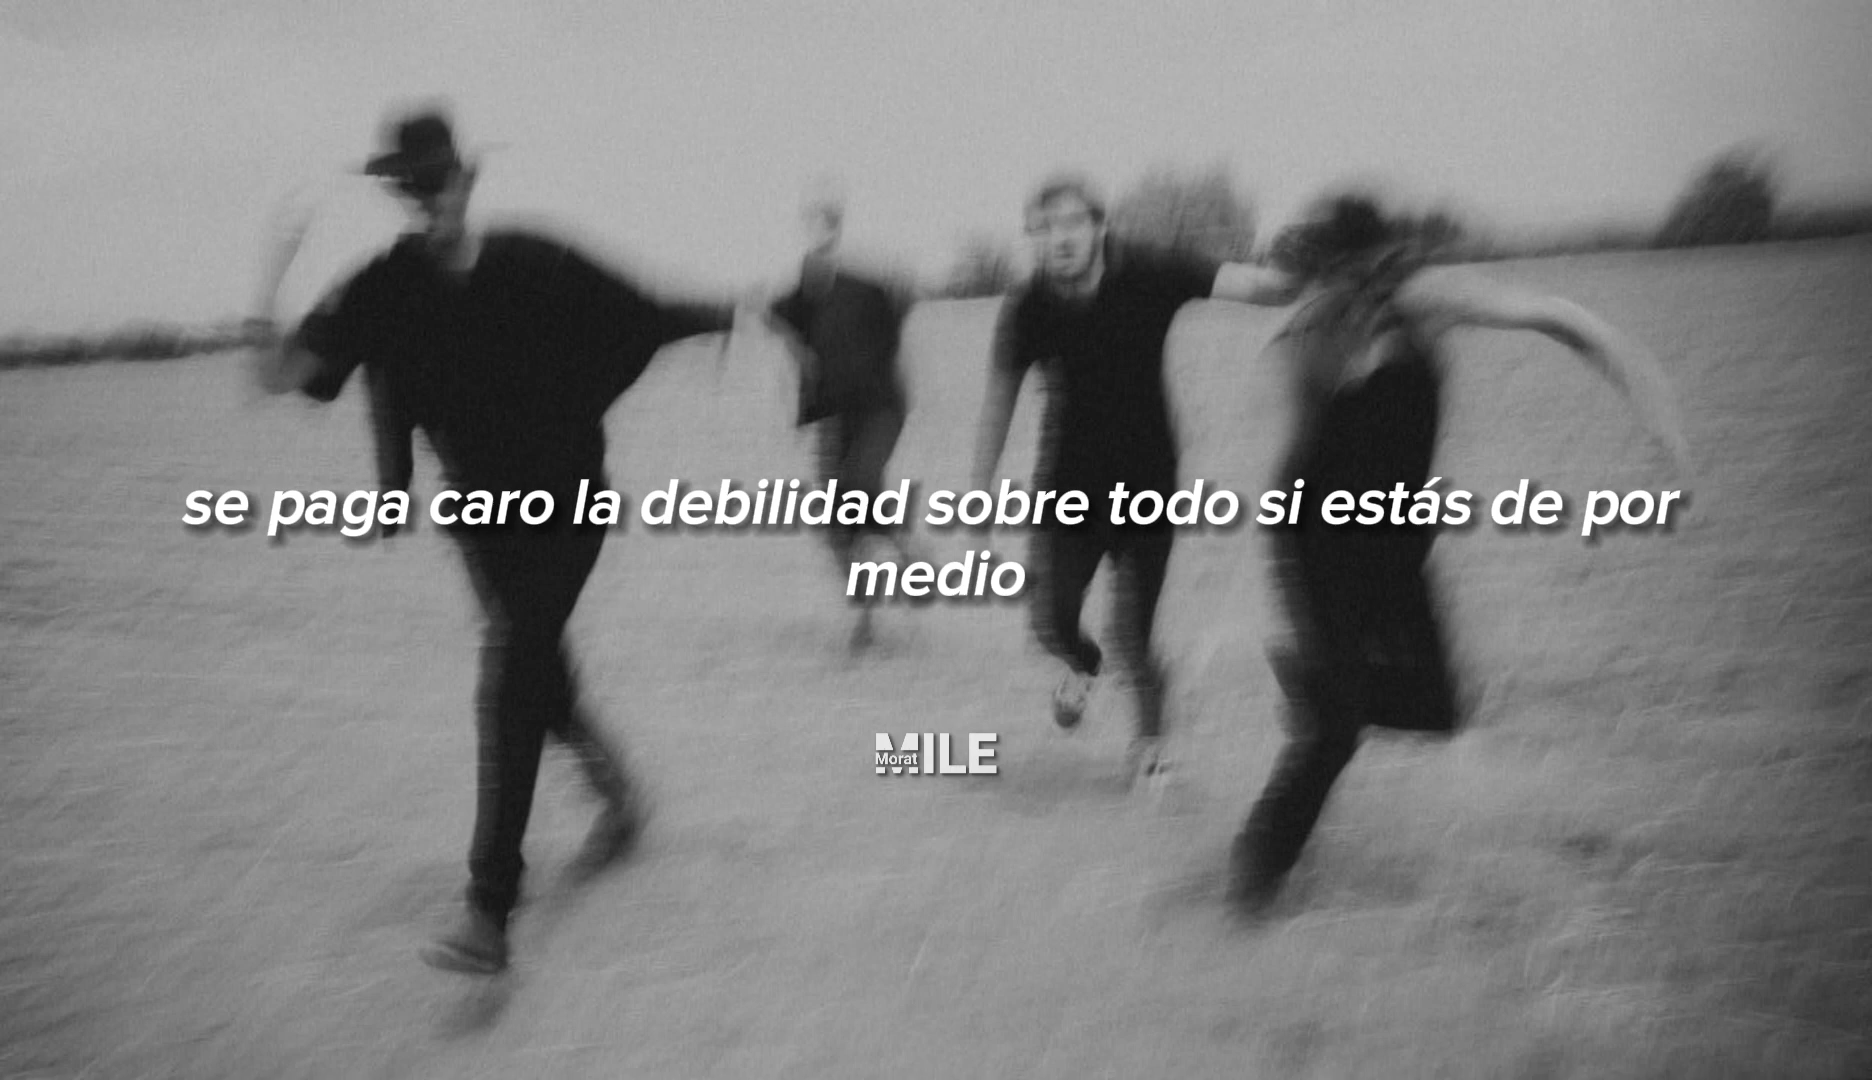 se paga caro la debilidad sobre todo si estás de por
medio
MILE
Morat